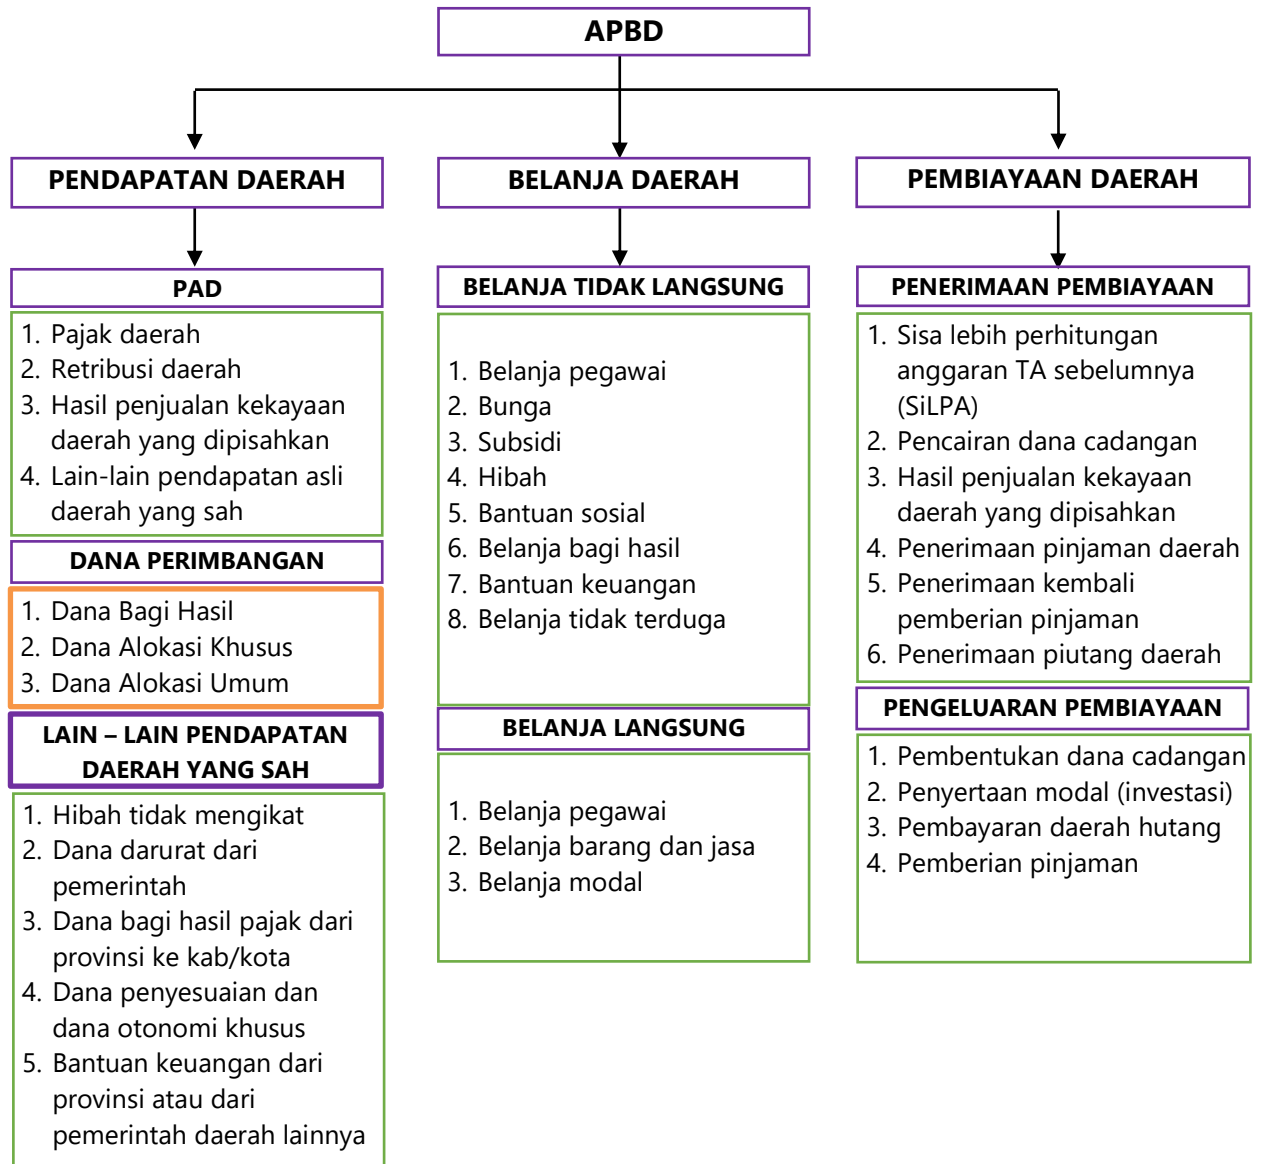 APBD
PENDAPATAN DAERAH
PAD
1. Pajak daerah
2. Retribusi daerah
3. Hasil penjualan kekayaan
daerah yang dipisahkan
4. Lain-lain pendapatan asli
daerah yang sah
DANA PERIMBANGAN
1. Dana Bagi Hasil
2. Dana Alokasi Khusus
3. Dana Alokasi Umum
LAIN – LAIN PENDAPATAN
DAERAH YANG SAH
1. Hibah tidak mengikat
2. Dana darurat dari
pemerintah
3. Dana bagi hasil pajak dari
provinsi ke kab/kota
4. Dana penyesuaian dan
dana otonomi khusus
5. Bantuan keuangan dari
provinsi atau dari
pemerintah daerah lainnya
BELANJA DAERAH
BELANJA TIDAK LANGSUNG
1. Belanja pegawai
2. Bunga
3. Subsidi
4. Hibah
5. Bantuan sosial
6. Belanja bagi hasil
7. Bantuan keuangan
8. Belanja tidak terduga
BELANJA LANGSUNG
1. Belanja pegawai
2. Belanja barang dan jasa
3. Belanja modal
PEMBIAYAAN DAERAH
PENERIMAAN PEMBIAYAAN
1. Sisa lebih perhitungan
anggaran TA sebelumnya
(SiLPA)
2. Pencairan dana cadangan
3. Hasil penjualan kekayaan
daerah yang dipisahkan
4. Penerimaan pinjaman daerah
5. Penerimaan kembali
pemberian pinjaman
6. Penerimaan piutang daerah
PENGELUARAN PEMBIAYAAN
1. Pembentukan dana cadangan
2. Penyertaan modal (investasi)
3. Pembayaran daerah hutang
4. Pemberian pinjaman